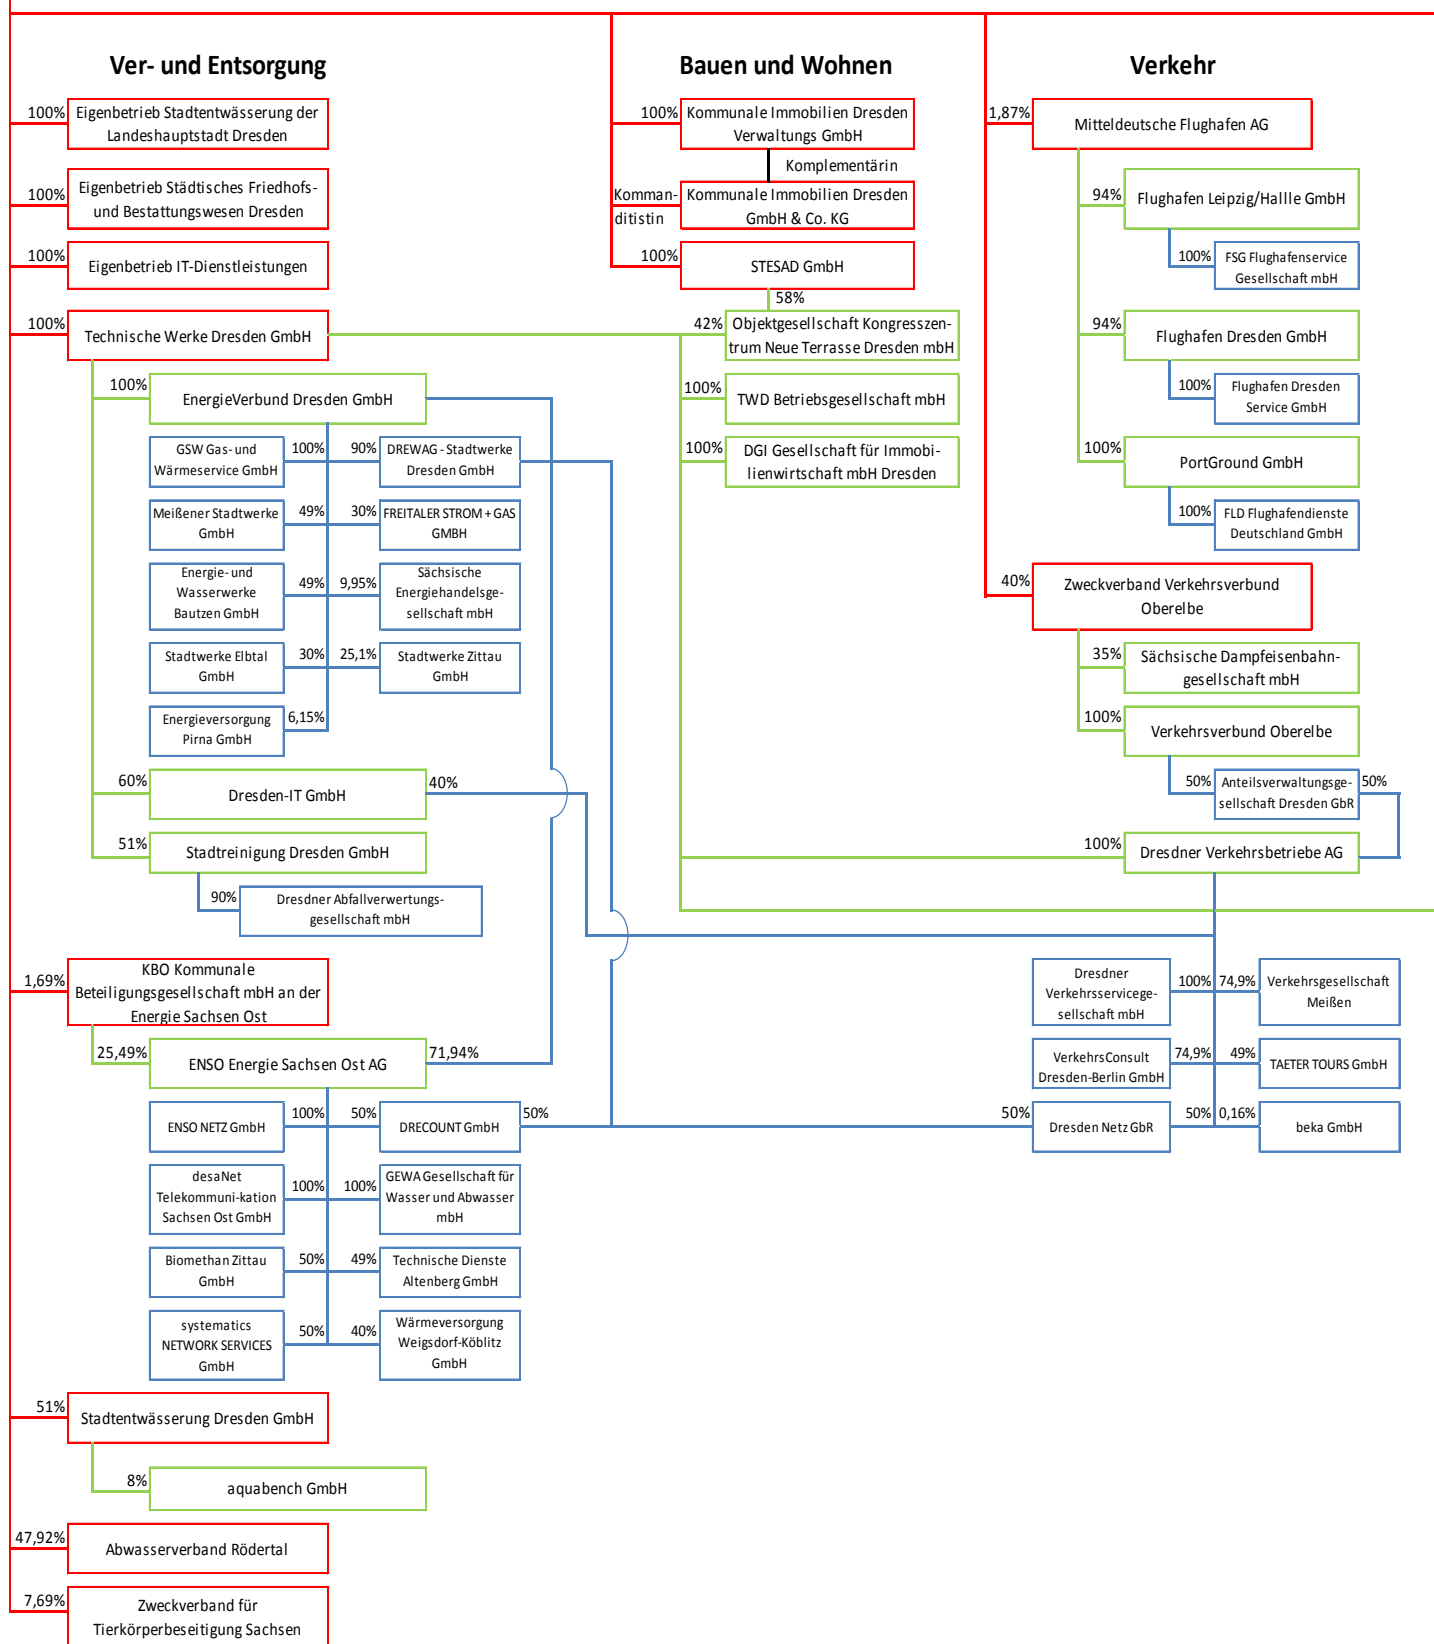 Ver- und Entsorgung
100%
Eigenbetrieb Stadtentwässerung der
Landeshauptstadt Dresden
100%
Eigenbetrieb Städtisches Friedhofs-
und Bestattungswesen Dresden
100%
Eigenbetrieb IT-Dienstleistungen
100%
Technische Werke Dresden GmbH
100%
EnergieVerbund Dresden GmbH
GSW Gas- und
Wärmeservice GmbH
100%
90%
DREWAG - Stadtwerke
Dresden GmbH
Meißener Stadtwerke
GmbH
49%
30%
FREITALER STROM + GAS
GMBH
Energie- und
Wasserwerke
Bautzen GmbH
49%
9,95%
Sächsische
Energiehandelsge-
sellschaft mbH
Stadtwerke Elbtal
GmbH
30%
25,1%
Stadtwerke Zittau
GmbH
Energieversorgung
Pirna GmbH
6,15%
60%
Dresden-IT GmbH
40%
51%
Stadtreinigung Dresden GmbH
90%
Dresdner Abfallverwertungs-
gesellschaft mbH
1,69%
KBO Kommunale
Beteiligungsgesellschaft mbH an der
Energie Sachsen Ost
25,49%
ENSO Energie Sachsen Ost AG
71,94%
ENSO NETZ GmbH
100%
50%
DRECOUNT GmbH
50%
desaNet
Telekommuni-kation
Sachsen Ost GmbH
100%
100%
GEWA Gesellschaft für
Wasser und Abwasser
mbH
Biomethan Zittau
GmbH
50%
49%
Technische Dienste
Altenberg GmbH
systematics
NETWORK SERVICES
GmbH
50%
40%
Wärmeversorgung
Weigsdorf-Köblitz
GmbH
51%
Stadtentwässerung Dresden GmbH
8%
aquabench GmbH
47,92%
Abwasserverband Rödertal
7,69%
Zweckverband für
Tierkörperbeseitigung Sachsen
Bauen und Wohnen
100%
Kommunale Immobilien Dresden
Verwaltungs GmbH
Komplementärin
Komman-
ditistin
Kommunale Immobilien Dresden
GmbH & Co. KG
100%
STESAD GmbH
58%
42%
Objektgesellschaft Kongresszen-
trum Neue Terrasse Dresden mbH
100%
TWD Betriebsgesellschaft mbH
100%
DGI Gesellschaft für Immobi-
lienwirtschaft mbH Dresden
Verkehr
1,87%
Mitteldeutsche Flughafen AG
94%
Flughafen Leipzig/Hallle GmbH
100%
FSG Flughafenservice
Gesellschaft mbH
94%
Flughafen Dresden GmbH
100%
Flughafen Dresden
Service GmbH
100%
PortGround GmbH
100%
FLD Flughafendienste
Deutschland GmbH
40%
Zweckverband Verkehrsverbund
Oberelbe
35%
Sächsische Dampfeisenbahn-
gesellschaft mbH
100%
Verkehrsverbund Oberelbe
50%
Anteilsverwaltungsge-
sellschaft Dresden GbR
50%
100%
Dresdner Verkehrsbetriebe AG
Dresdner
Verkehrsservicege-
sellschaft mbH
100%
74,9%
Verkehrsgesellschaft
Meißen
VerkehrsConsult
Dresden-Berlin GmbH
74,9%
49%
TAETER TOURS GmbH
50%
Dresden Netz GbR
50%
0,16%
beka GmbH